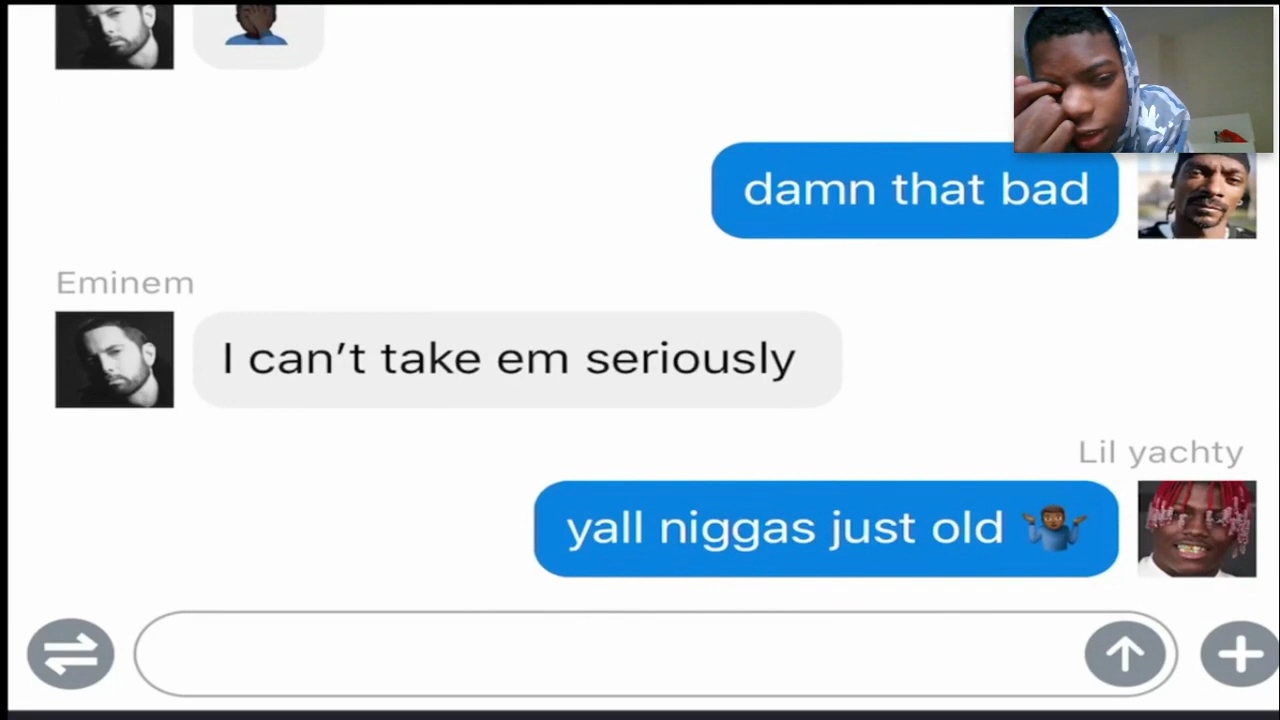 damn that bad
Eminem
I can't take em seriously
Lil yachty
yall niggas just old 🤷🏾‍♂️